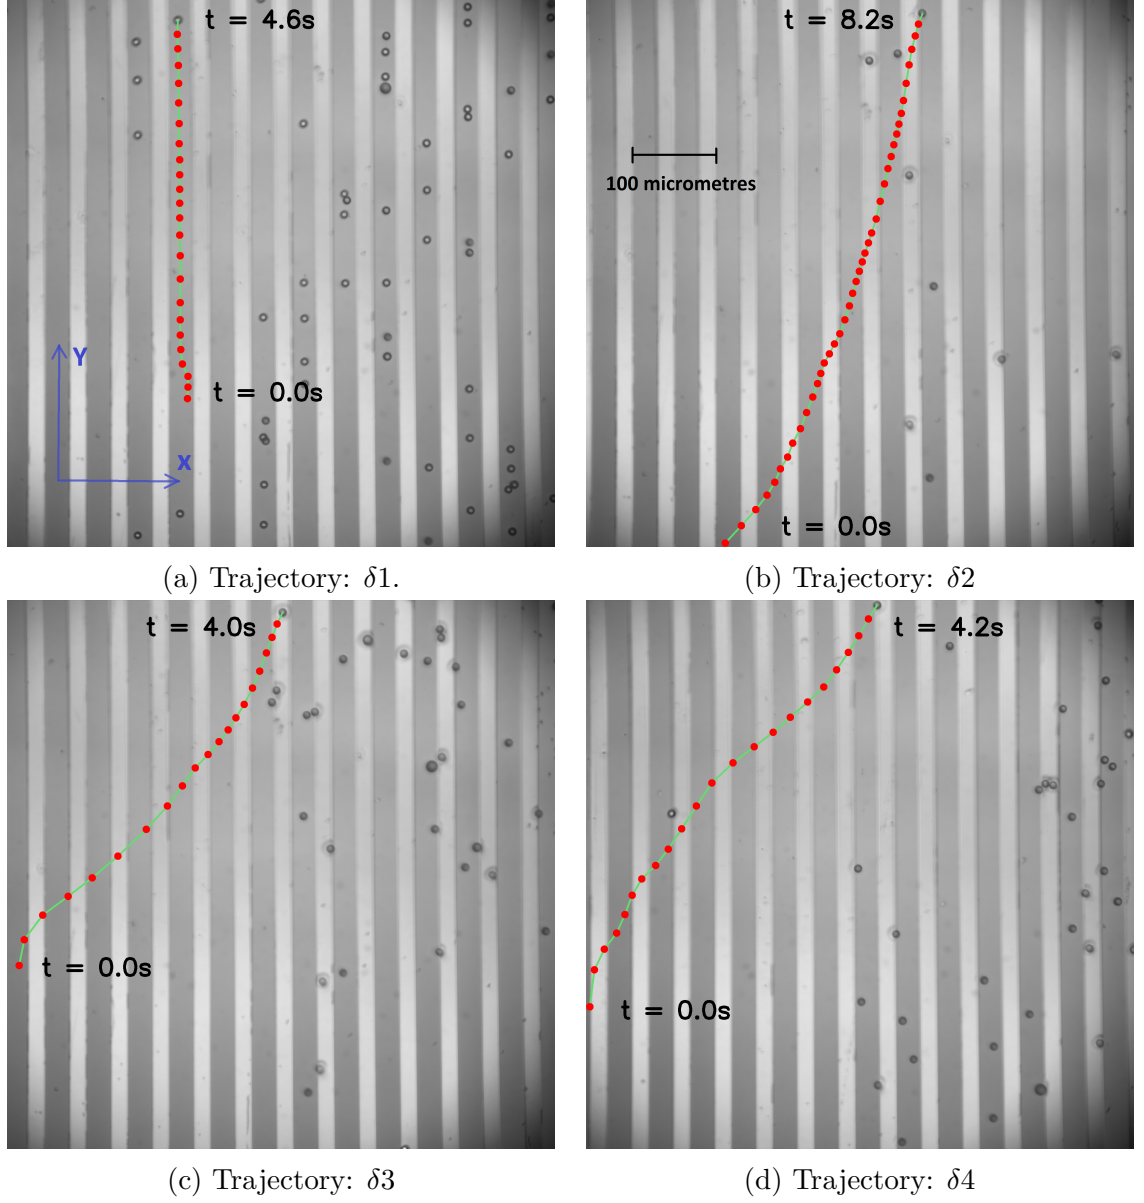 t = 4.6s
Y
t = 0.0s
X
(a) Trajectory: δ1.
t = 8.2s
100 micrometres
t = 0.0s
(b) Trajectory: δ2
t = 4.0s
t = 0.0s
(c) Trajectory: δ3
t = 4.2s
t = 0.0s
(d) Trajectory: δ4